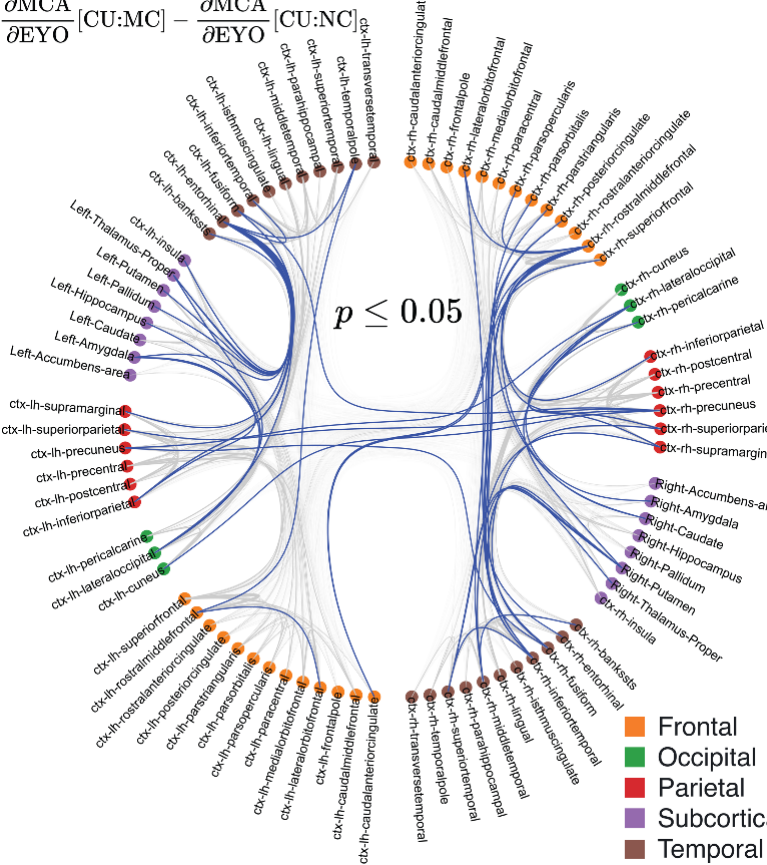 ∂MCA/∂EYO [CU:MC] − ∂MCA/∂EYO [CU:NC]
p ≤ 0.05
ctx-lh-transversetemporal
ctx-lh-temporalpole
ctx-lh-superiortemporal
ctx-lh-parahippocampal
ctx-lh-middletemporal
ctx-lh-lingual
ctx-lh-isthmuscingulate
ctx-lh-inferiortemporal
ctx-lh-fusiform
ctx-lh-entorhinal
ctx-lh-bankssts
ctx-lh-insula
Left-Thalamus-Proper
Left-Putamen
Left-Pallidum
Left-Hippocampus
Left-Caudate
Left-Amygdala
Left-Accumbens-area
ctx-lh-supramarginal
ctx-lh-superiorparietal
ctx-lh-precuneus
ctx-lh-precentral
ctx-lh-postcentral
ctx-lh-inferiorparietal
ctx-lh-pericalcarine
ctx-lh-lateraloccipital
ctx-lh-cuneus
ctx-lh-superiorfrontal
ctx-lh-rostralmiddlefrontal
ctx-lh-rostralanteriorcingulate
ctx-lh-posteriorcingulate
ctx-lh-parstriangularis
ctx-lh-parsorbitalis
ctx-lh-parsopercularis
ctx-lh-paracentral
ctx-lh-medialorbitofrontal
ctx-lh-lateralorbitofrontal
ctx-lh-frontalpole
ctx-lh-caudalmiddlefrontal
ctx-lh-caudalanteriorcingulate
ctx-rh-caudalanteriorcingulat
ctx-rh-caudalmiddlefrontal
ctx-rh-frontalpole
ctx-rh-lateralorbitofrontal
ctx-rh-medialorbitofrontal
ctx-rh-paracentral
ctx-rh-parsopercularis
ctx-rh-parsorbitalis
ctx-rh-parstriangularis
ctx-rh-posteriorcingulate
ctx-rh-rostralanteriorcingulate
ctx-rh-rostralmiddlefrontal
ctx-rh-superiorfrontal
ctx-rh-cuneus
ctx-rh-lateraloccipital
ctx-rh-pericalcarine
ctx-rh-inferiorparietal
ctx-rh-postcentral
ctx-rh-precentral
ctx-rh-precuneus
ctx-rh-superiorparie
ctx-rh-supramargin
Right-Accumbens-ar
Right-Amygdala
Right-Caudate
Right-Hippocampus
Right-Pallidum
Right-Putamen
Right-Thalamus-Proper
ctx-rh-insula
ctx-rh-bankssts
ctx-rh-entorhinal
ctx-rh-fusiform
ctx-rh-inferiortemporal
ctx-rh-isthmuscingulate
ctx-rh-lingual
ctx-rh-middletemporal
ctx-rh-parahippocampal
ctx-rh-superiortemporal
ctx-rh-temporalpole
ctx-rh-transversetemporal
Frontal
Occipital
Parietal
Subcortic
Temporal